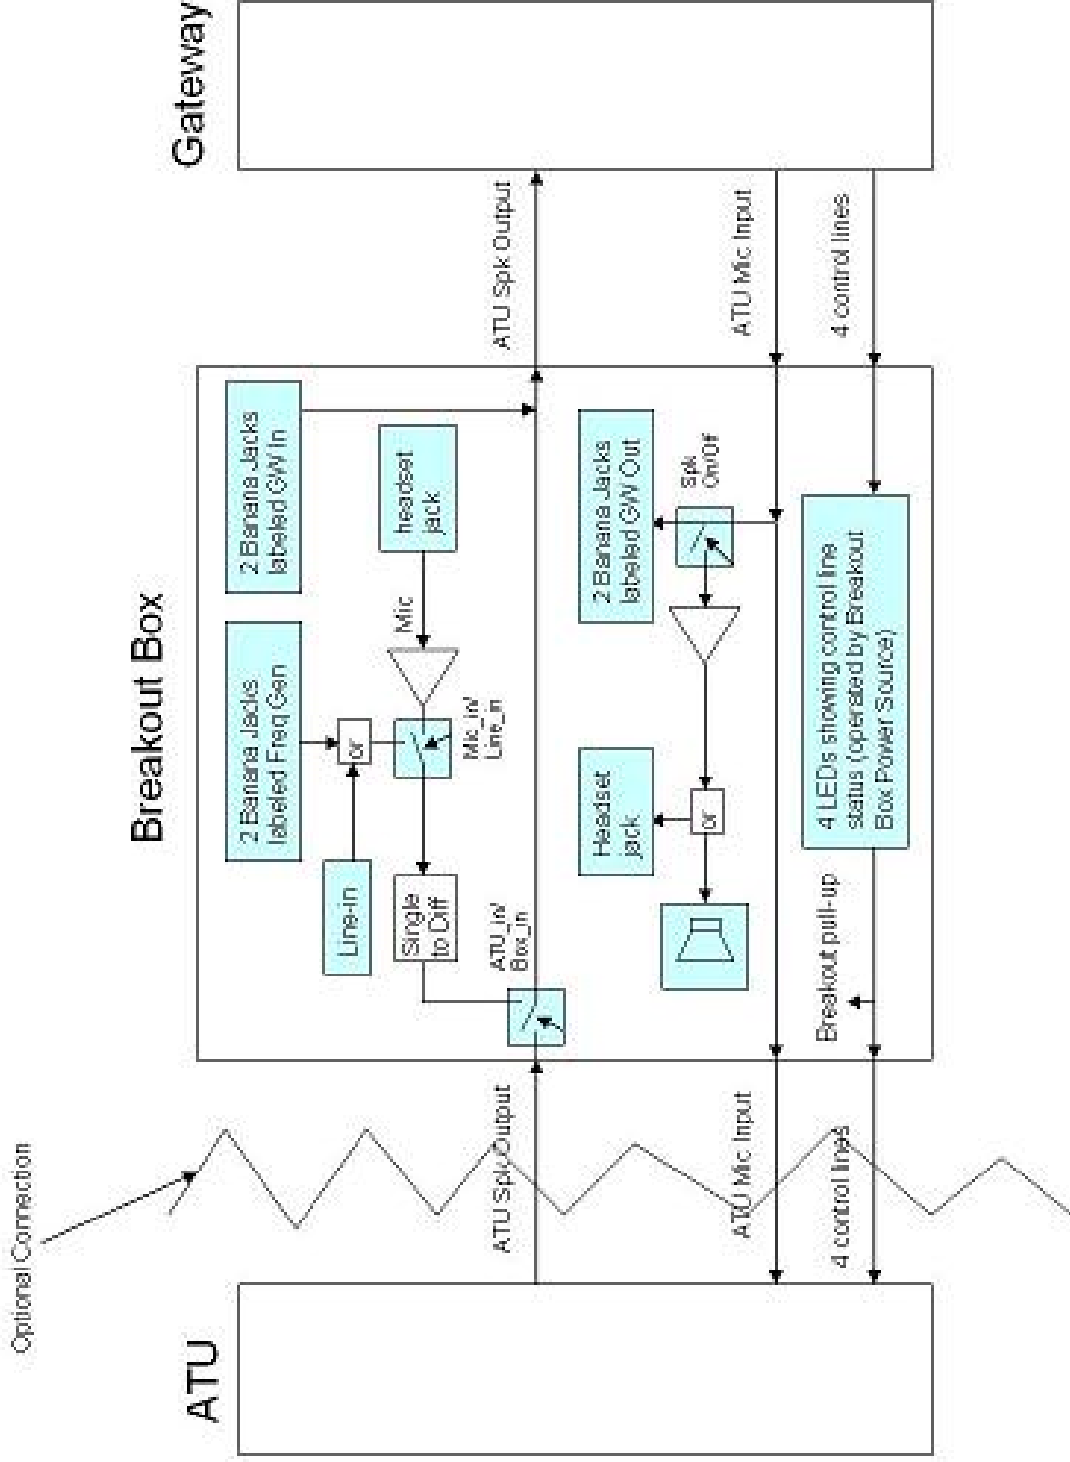 Optional Connection
ATU
Breakout Box
Gateway
2 Banana Jacks
labeled Freq Gen
2 Banana Jacks
labeled GW In
Line-in
or
headset
jack
Mic
Single
to Diff
Mic_in/
Line_in
ATU_in/
Box_in
ATU Spk Output
ATU Spk Output
Headset
jack
2 Banana Jacks
labeled GW Out
Spk
On/Off
or
ATU Mic Input
ATU Mic Input
Breakout pull-up
4 LEDs showing control line
status (operated by Breakout
Box Power Source)
4 control lines
4 control lines